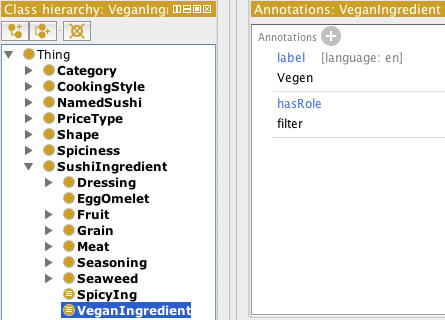 Class hierarchy: VeganIngr
Thing
Category
CookingStyle
NamedSushi
PriceType
Shape
Spiciness
SushiIngredient
Dressing
EggOmelet
Fruit
Grain
Meat
Seasoning
Seaweed
SpicyIng
VeganIngredient
Annotations: VeganIngredient
Annotations
label [language: en]
Vegen
hasRole
filter